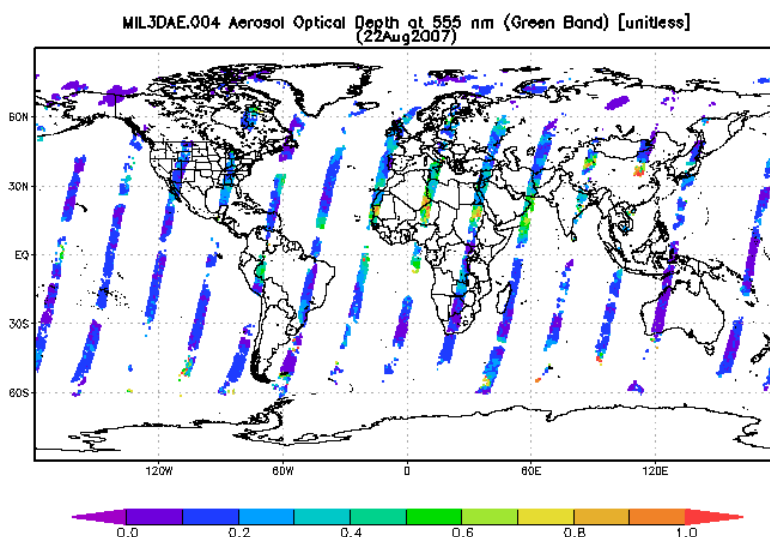 MIL3DAE.004 Aerosol Optical Depth at 555 nm (Green Band) [unitless]
(22Aug2007)
60N
30N
EQ
30S
60S
120W 60W 0 60E 120E
0.0 0.2 0.4 0.6 0.8 1.0